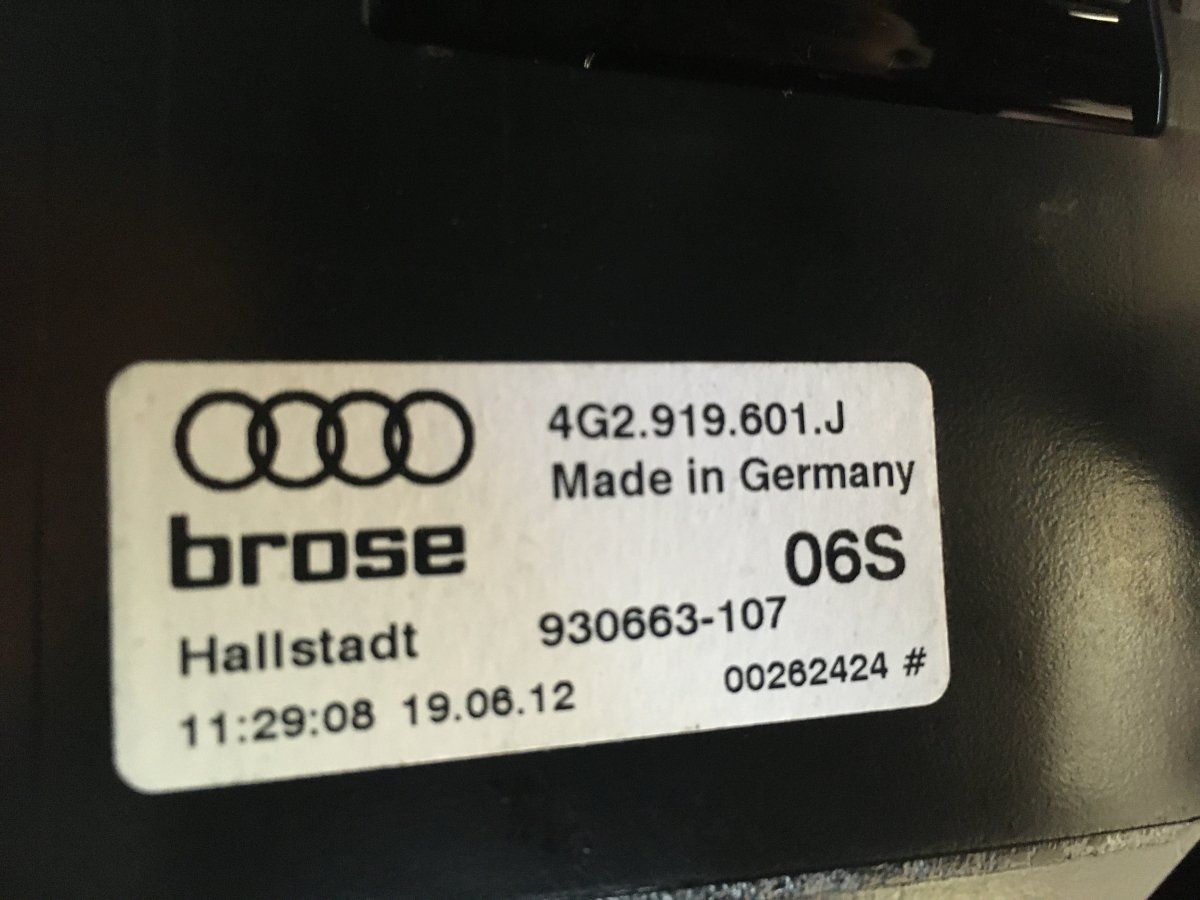 4G2.919.601.J
Made in Germany
brose
06S
Hallstadt
930663-107
11:29:08 19.06.12
00262424 #